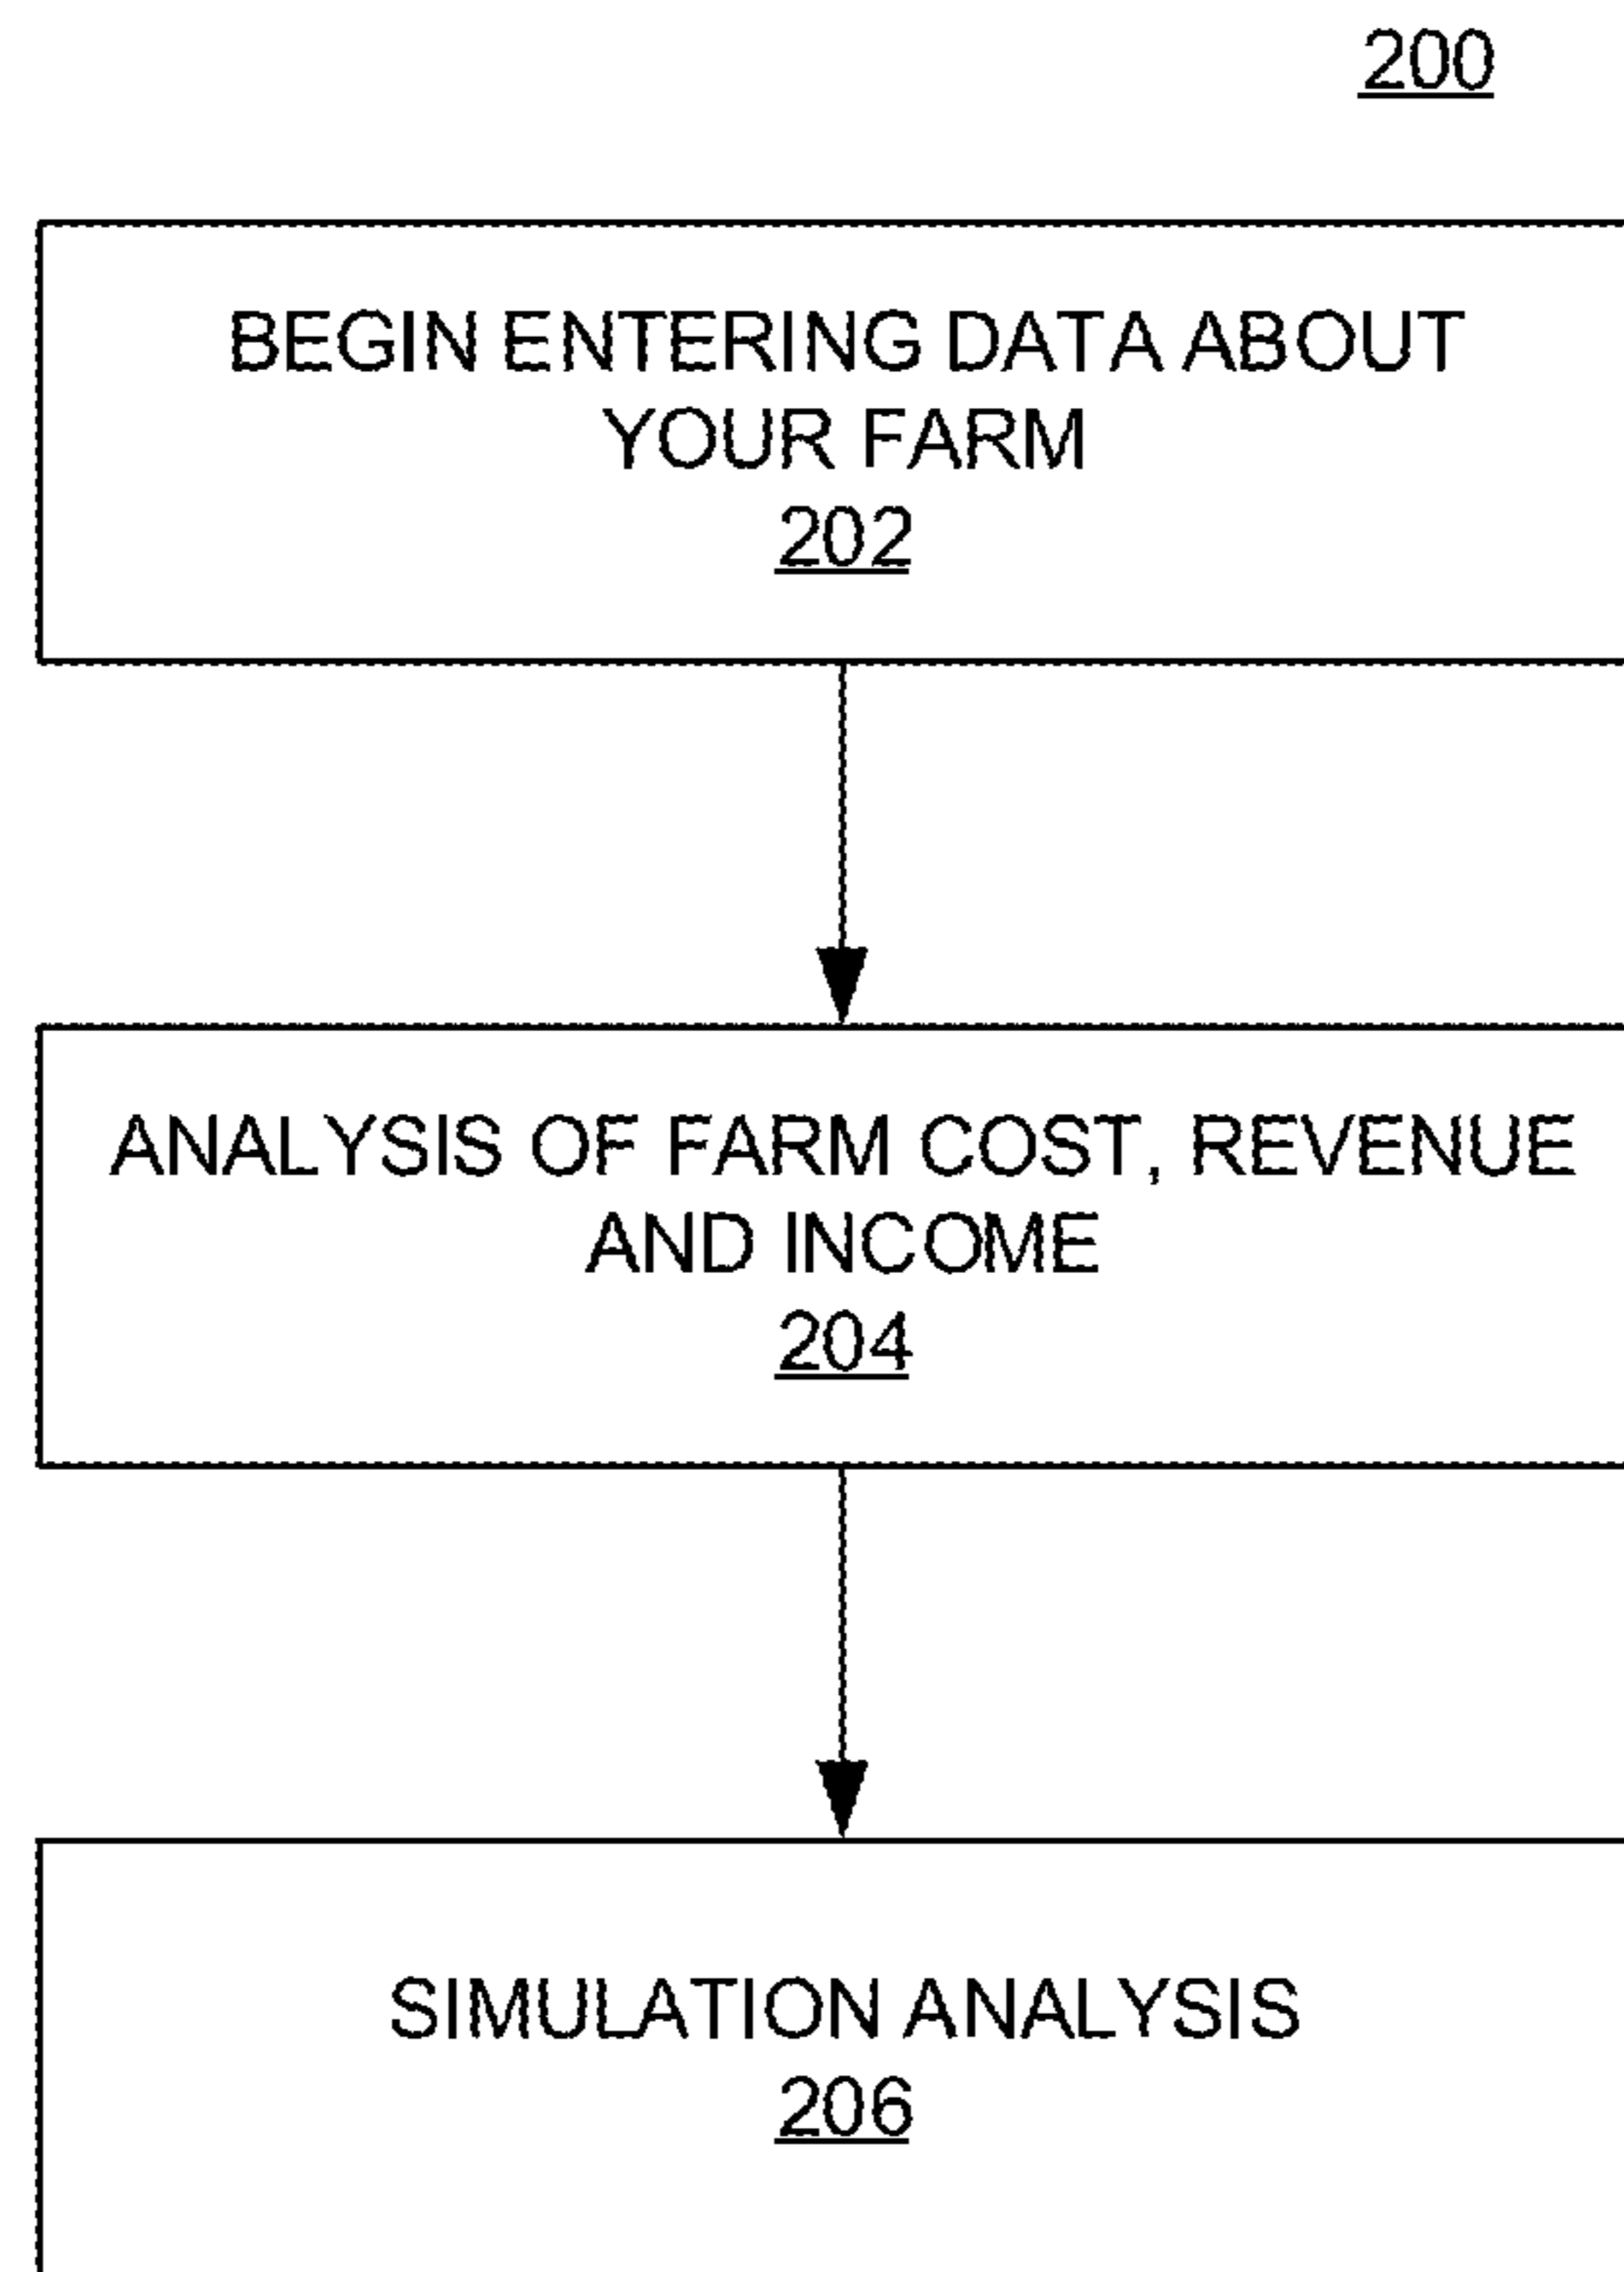 200
BEGIN ENTERING DATA ABOUT
YOUR FARM
202
ANALYSIS OF FARM COST, REVENUE
AND INCOME
204
SIMULATION ANALYSIS
206